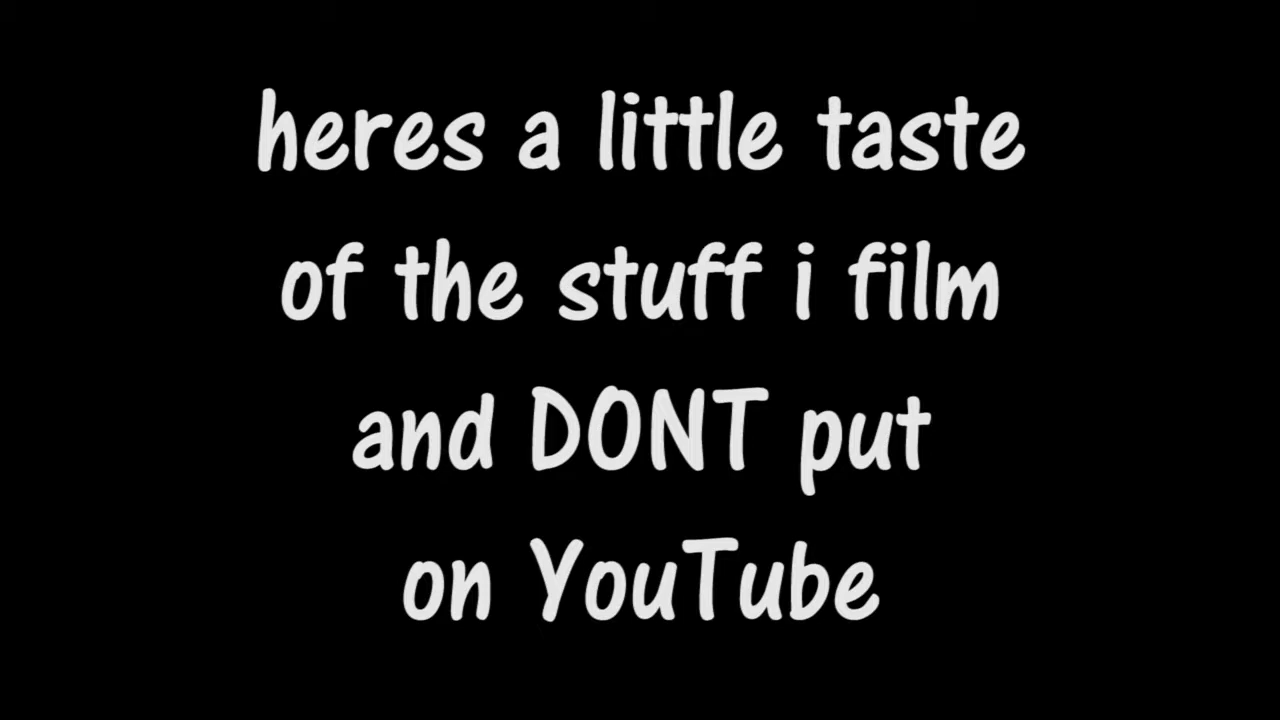 heres a little taste
of the stuff i film
and DONT put
on YouTube